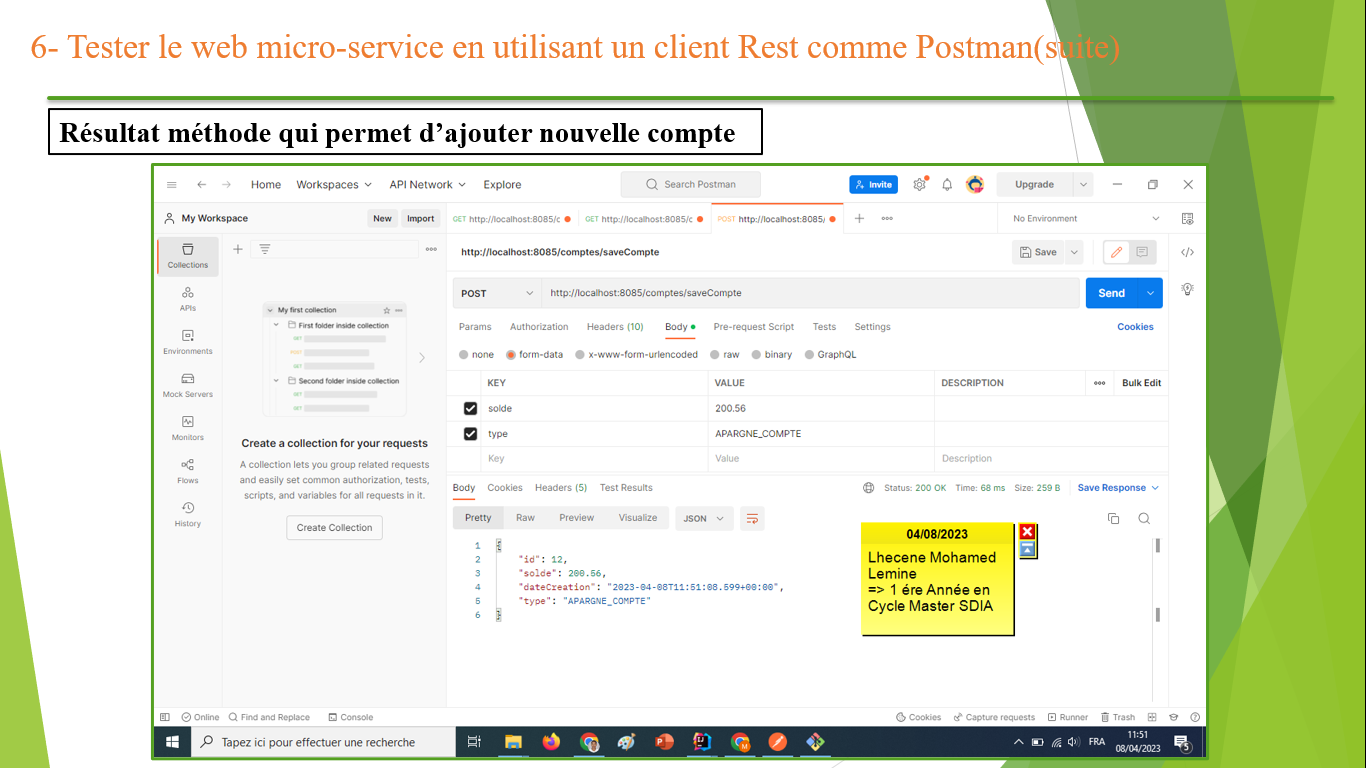 6- Tester le web micro-service en utilisant un client Rest comme Postman(suite)
Résultat méthode qui permet d’ajouter nouvelle compte
Home Workspaces API Network Explore Search Postman Invite Upgrade
My Workspace New Import GET http://localhost:8085/c GET http://localhost:8085/c POST http://localhost:8085/ No Environment
Collections
APIs
Environments
Mock Servers
Monitors
Flows
History
My first collection
First folder inside collection
GET
POST
GET
Second folder inside collection
GET
GET
Create a collection for your requests
A collection lets you group related requests
and easily set common authorization, tests,
scripts, and variables for all requests in it.
Create Collection
http://localhost:8085/comptes/saveCompte Save
POST http://localhost:8085/comptes/saveCompte Send
Params Authorization Headers (10) Body Pre-request Script Tests Settings Cookies
none form-data x-www-form-urlencoded raw binary GraphQL
KEY VALUE DESCRIPTION Bulk Edit
solde 200.56
type APARGNE_COMPTE
Key Value Description
Body Cookies Headers (5) Test Results Status: 200 OK Time: 68 ms Size: 259 B Save Response
Pretty Raw Preview Visualize JSON
1 {
2 "id": 12,
3 "solde": 200.56,
4 "dateCreation": "2023-04-08T11:51:08.599+00:00",
5 "type": "APARGNE_COMPTE"
6 }
04/08/2023
Lhecene Mohamed
Lemine
=> 1 ére Année en
Cycle Master SDIA
Online Find and Replace Console Cookies Capture requests Runner Trash
Tapez ici pour effectuer une recherche FRA 11:51
08/04/2023 5